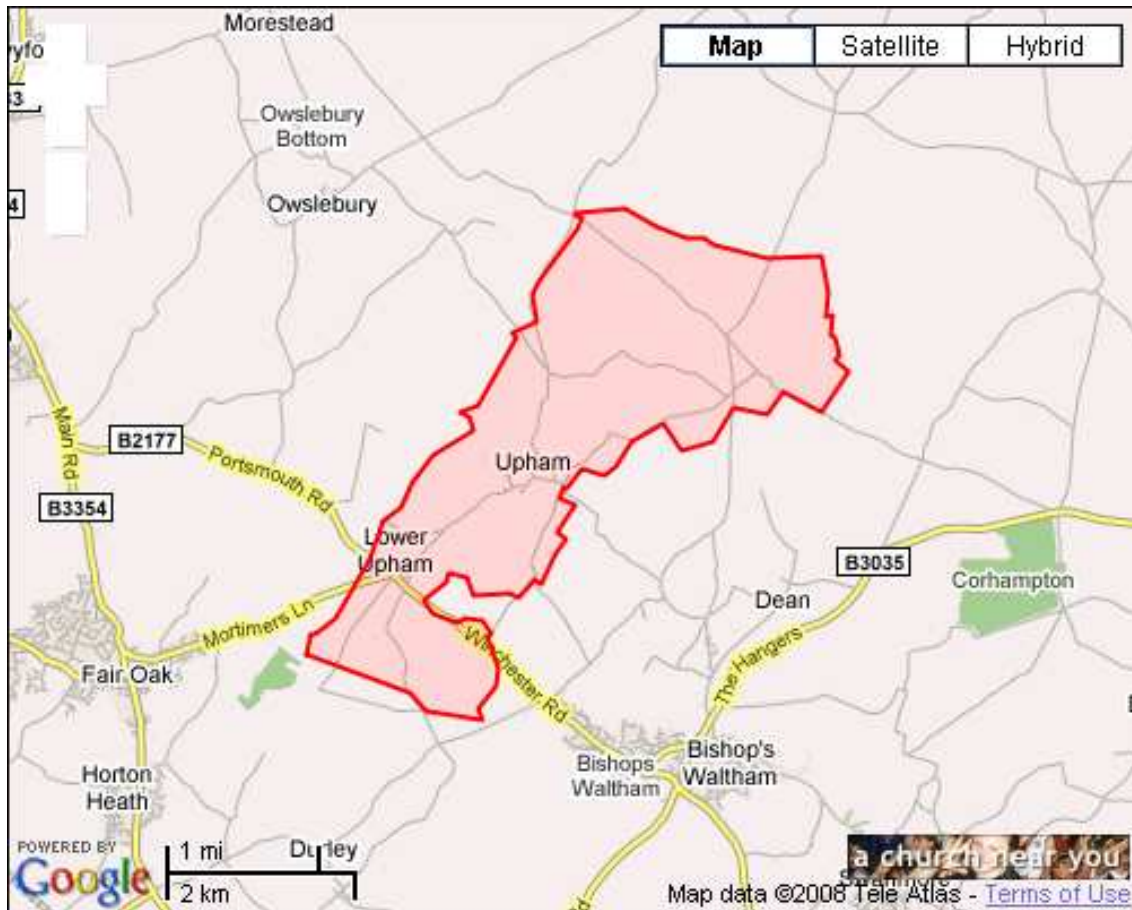 Morestead
Map
Satellite
Hybrid
Owslebury
Bottom
Owslebury
Main Rd
B2177
Portsmouth Rd
Upham
B3354
Lower
Upham
B3035
Corhampton
Dean
Mortimers Ln
Winchester Rd
The Hangers
Fair Oak
Bishop's
Waltham
Bishops
Waltham
Horton
Heath
POWERED BY
Google
1 mi
2 km
Durley
a church near you
Map data ©2008 Tele Atlas - Terms of Use